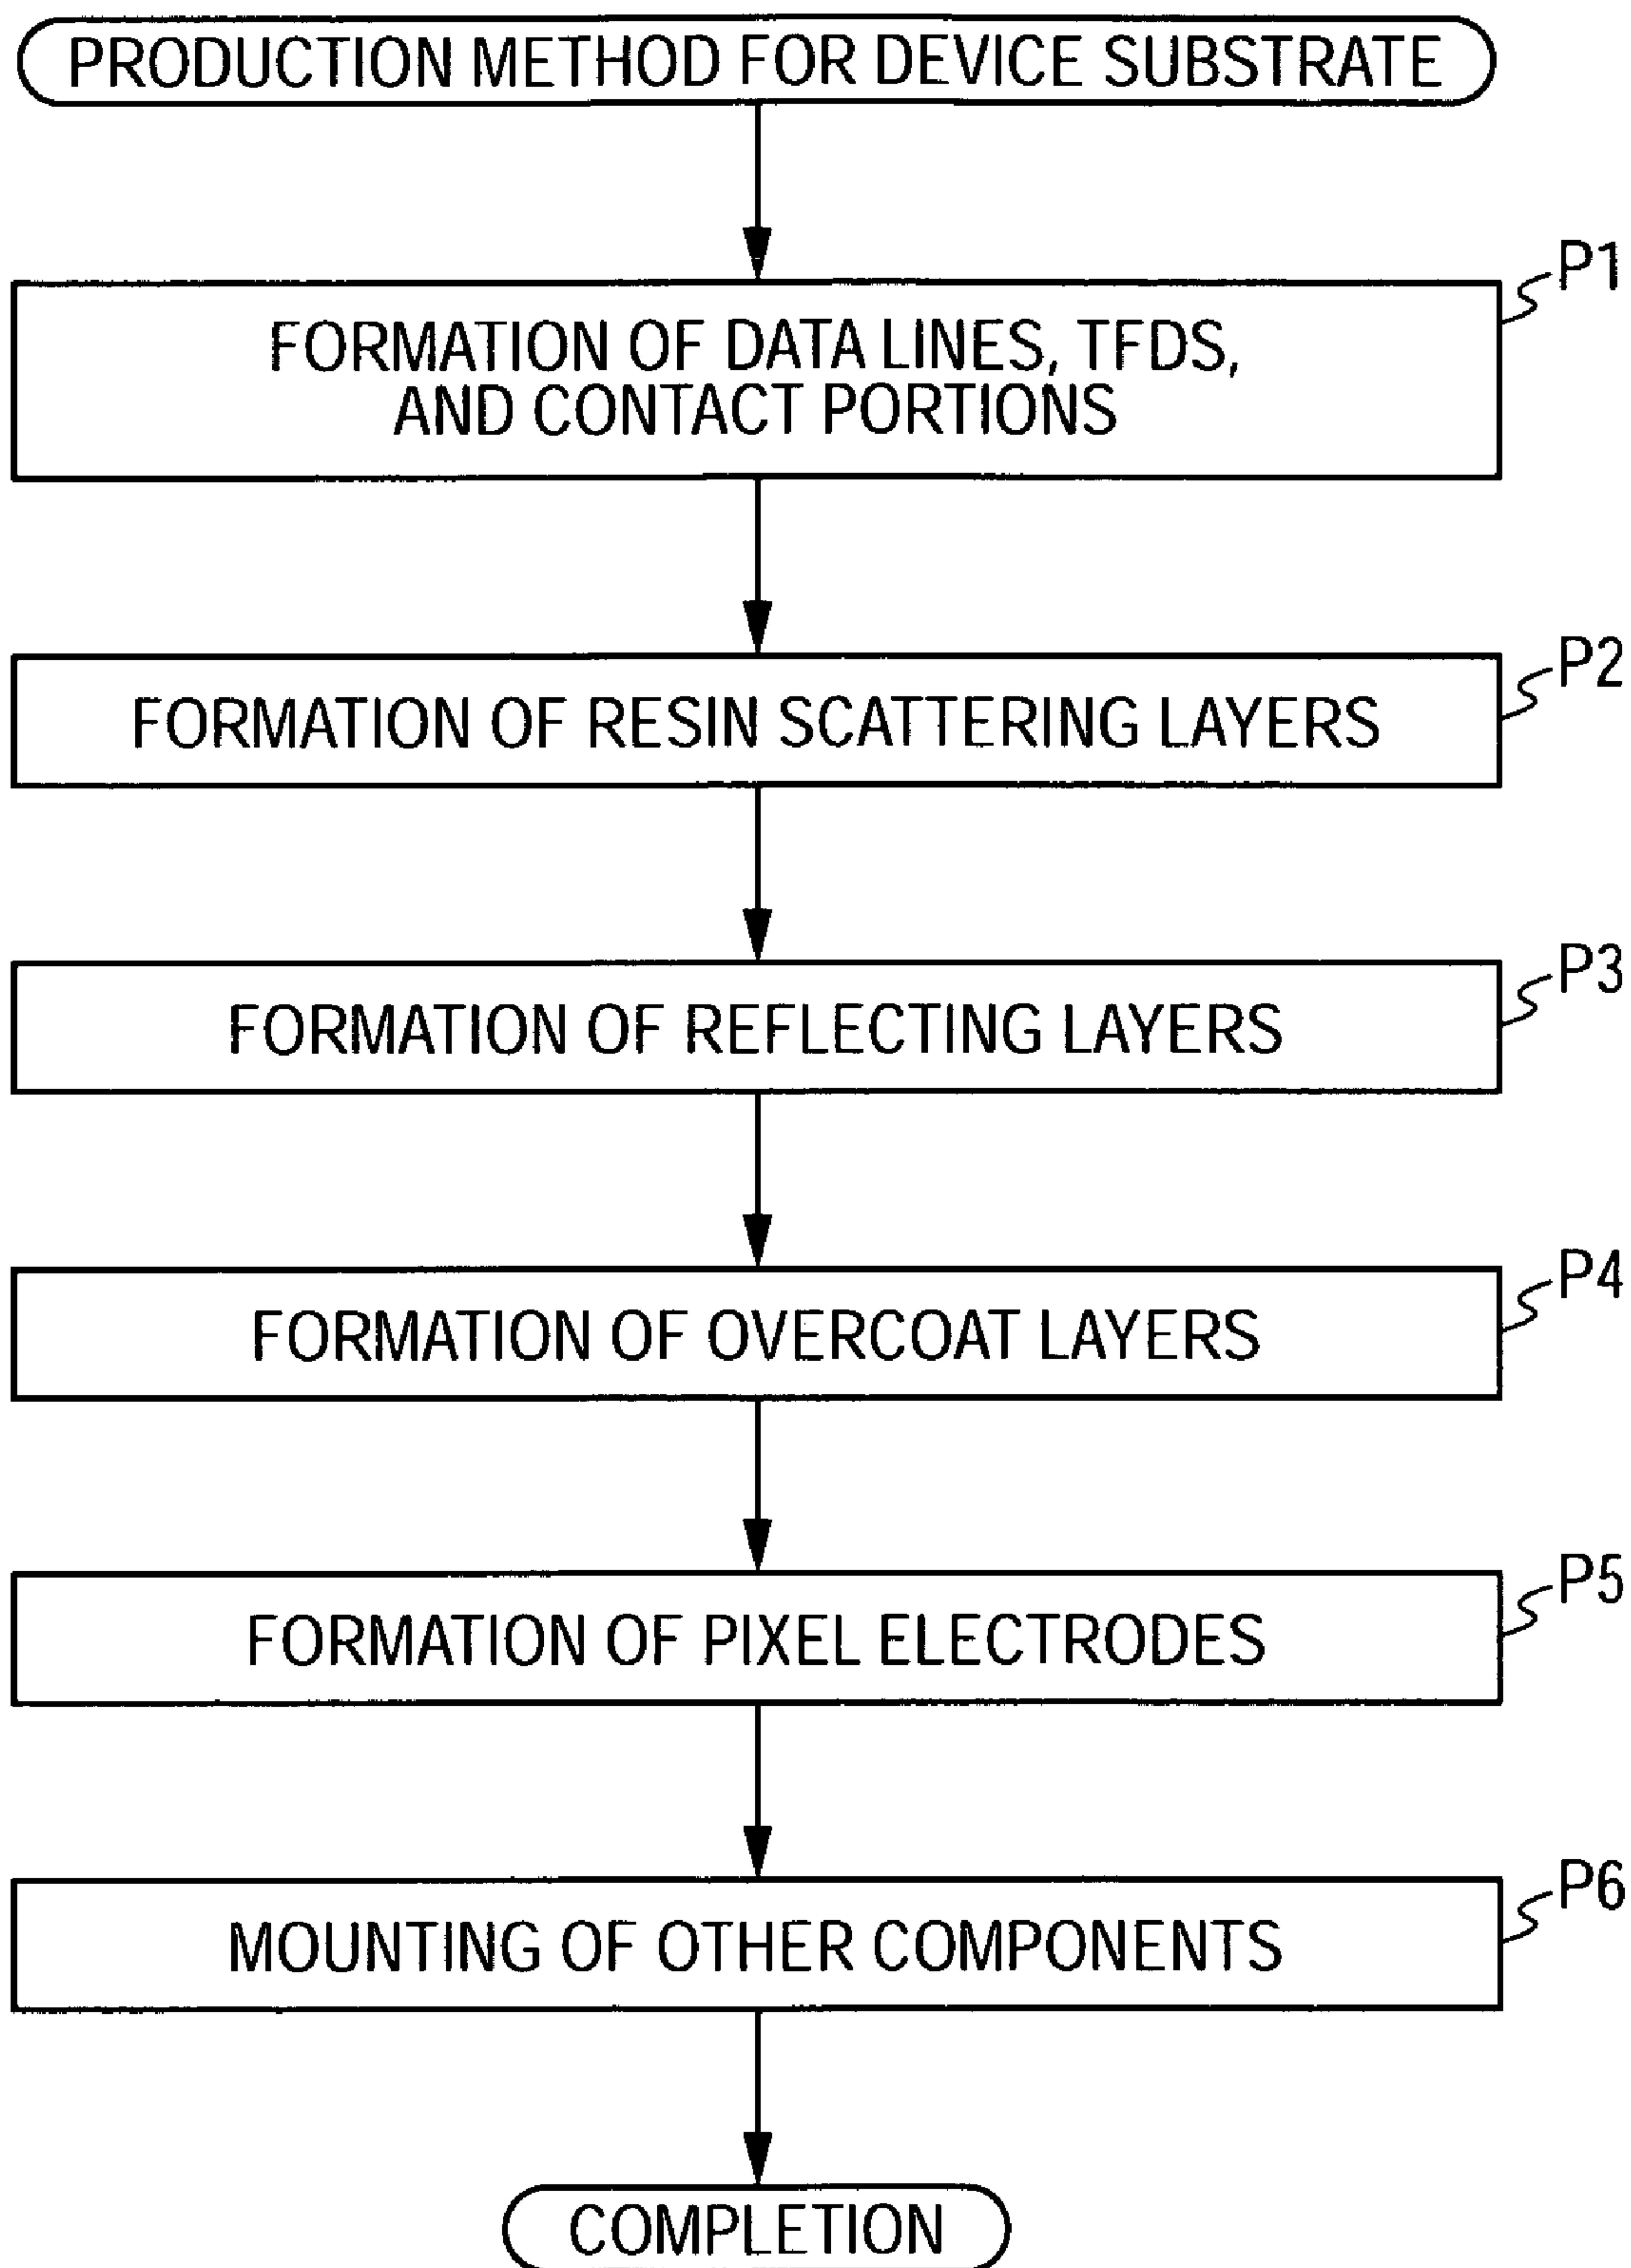 PRODUCTION METHOD FOR DEVICE SUBSTRATE
P1
FORMATION OF DATA LINES, TFDS,
AND CONTACT PORTIONS
P2
FORMATION OF RESIN SCATTERING LAYERS
P3
FORMATION OF REFLECTING LAYERS
P4
FORMATION OF OVERCOAT LAYERS
P5
FORMATION OF PIXEL ELECTRODES
P6
MOUNTING OF OTHER COMPONENTS
COMPLETION